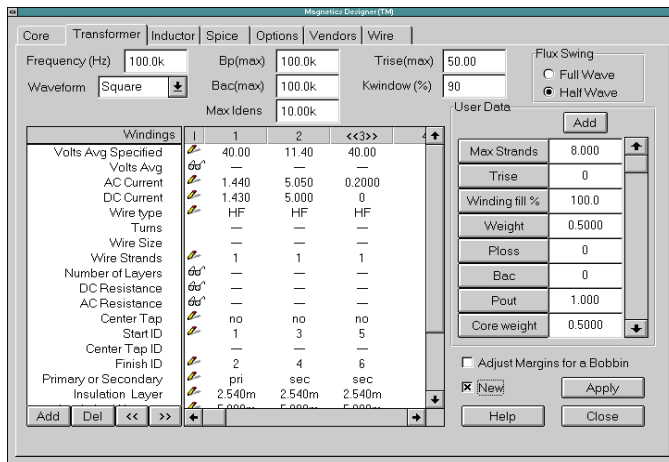 Magnetics Designer(TM)
Core Transformer Inductor Spice Options Vendors Wire
Frequency (Hz) 100.0k Bp(max) 100.0k Trise(max) 50.00 Flux Swing
Full Wave
Waveform Square Bac(max) 100.0k Kwindow (%) 90 Half Wave
Max Idens 10.00k
User Data
Add
Windings I 1 2 <<3>> 4
Volts Avg Specified 40.00 11.40 40.00
Volts Avg — — —
AC Current 1.440 5.050 0.2000
DC Current 1.430 5.000 0
Wire type HF HF HF
Turns — — —
Wire Size — — —
Wire Strands 1 1 1
Number of Layers — — —
DC Resistance — — —
AC Resistance — — —
Center Tap no no no
Start ID 1 3 5
Center Tap ID — — —
Finish ID 2 4 6
Primary or Secondary pri sec sec
Insulation Layer 2.540m 2.540m 2.540m
Add Del << >>
Max Strands 8.000
Trise 0
Winding fill % 100.0
Weight 0.5000
Ploss 0
Bac 0
Pout 1.000
Core weight 0.5000
Adjust Margins for a Bobbin
New Apply
Help Close